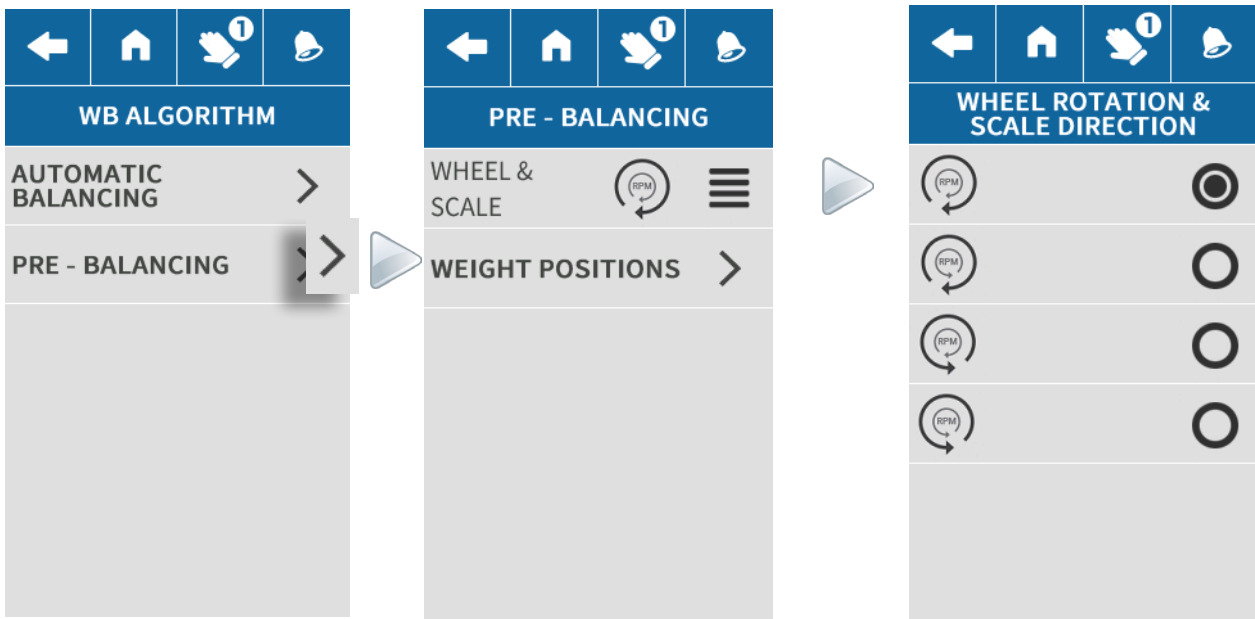 1
WB ALGORITHM
AUTOMATIC
BALANCING
PRE - BALANCING
1
PRE - BALANCING
WHEEL &
SCALE
RPM
WEIGHT POSITIONS
1
WHEEL ROTATION &
SCALE DIRECTION
RPM
RPM
RPM
RPM